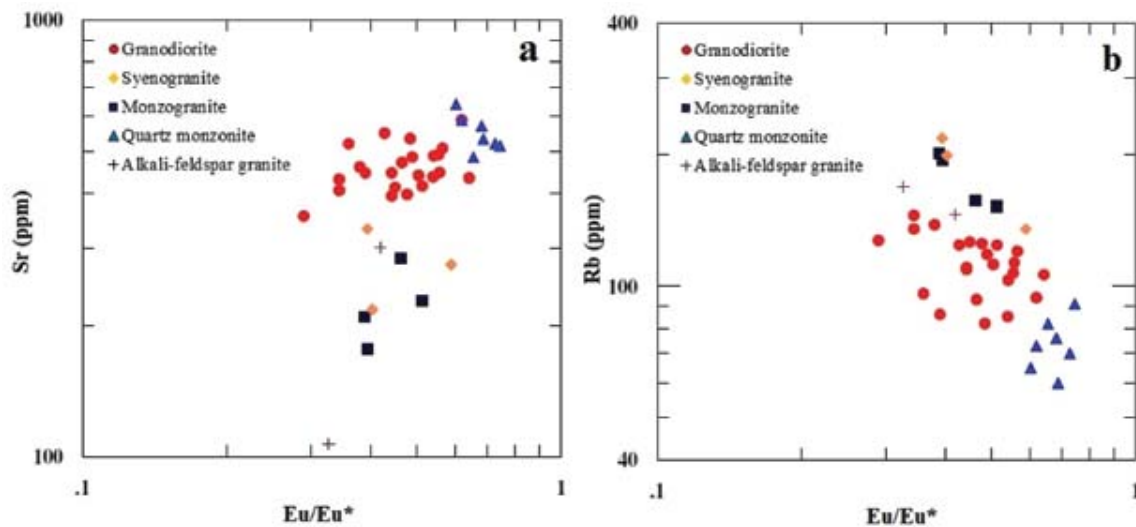 1000
a
Granodiorite
Syenogranite
Monzogranite
Quartz monzonite
Alkali-feldspar granite
Sr (ppm)
100
.1
1
Eu/Eu*
400
b
Granodiorite
Syenogranite
Monzogranite
Quartz monzonite
Alkali-feldspar granite
Rb (ppm)
100
40
.1
1
Eu/Eu*